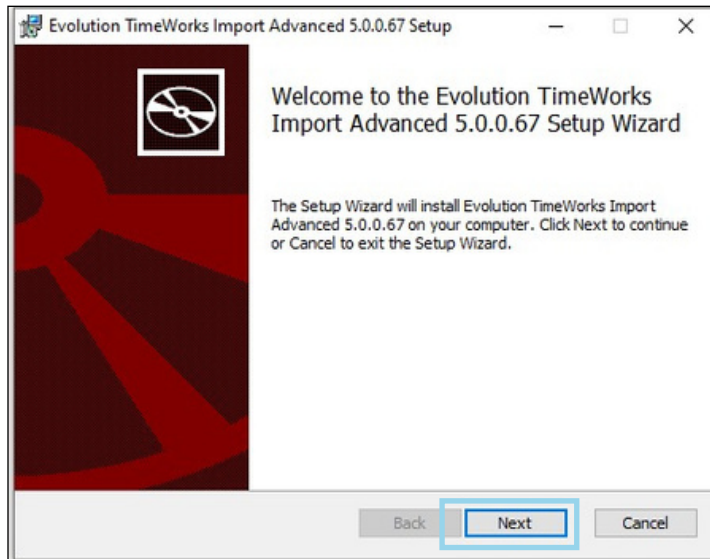 Evolution TimeWorks Import Advanced 5.0.0.67 Setup
Welcome to the Evolution TimeWorks
Import Advanced 5.0.0.67 Setup Wizard
The Setup Wizard will install Evolution TimeWorks Import
Advanced 5.0.0.67 on your computer. Click Next to continue
or Cancel to exit the Setup Wizard.
Back Next Cancel